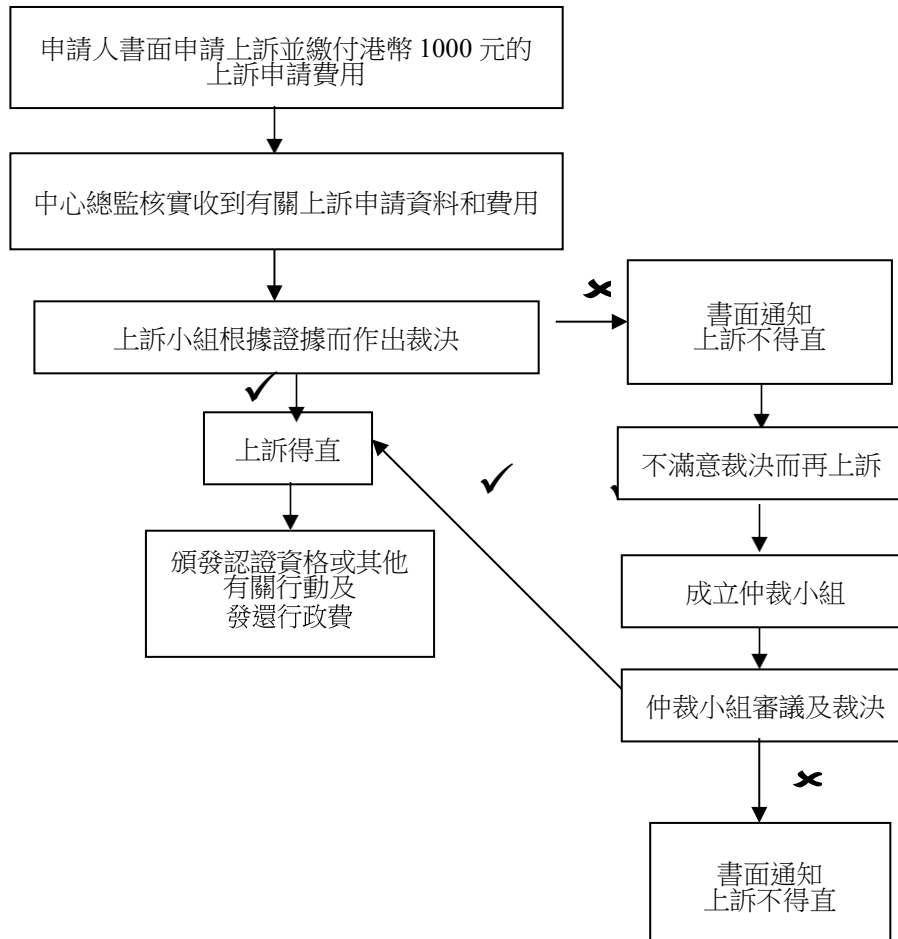 申請人書面申請上訴並繳付港幣 1000 元的
上訴申請費用
中心總監核實收到有關上訴申請資料和費用
上訴小組根據證據而作出裁決
書面通知
上訴不得直
上訴得直
不滿意裁決而再上訴
頒發認證資格或其他
有關行動及
發還行政費
成立仲裁小組
仲裁小組審議及裁決
書面通知
上訴不得直